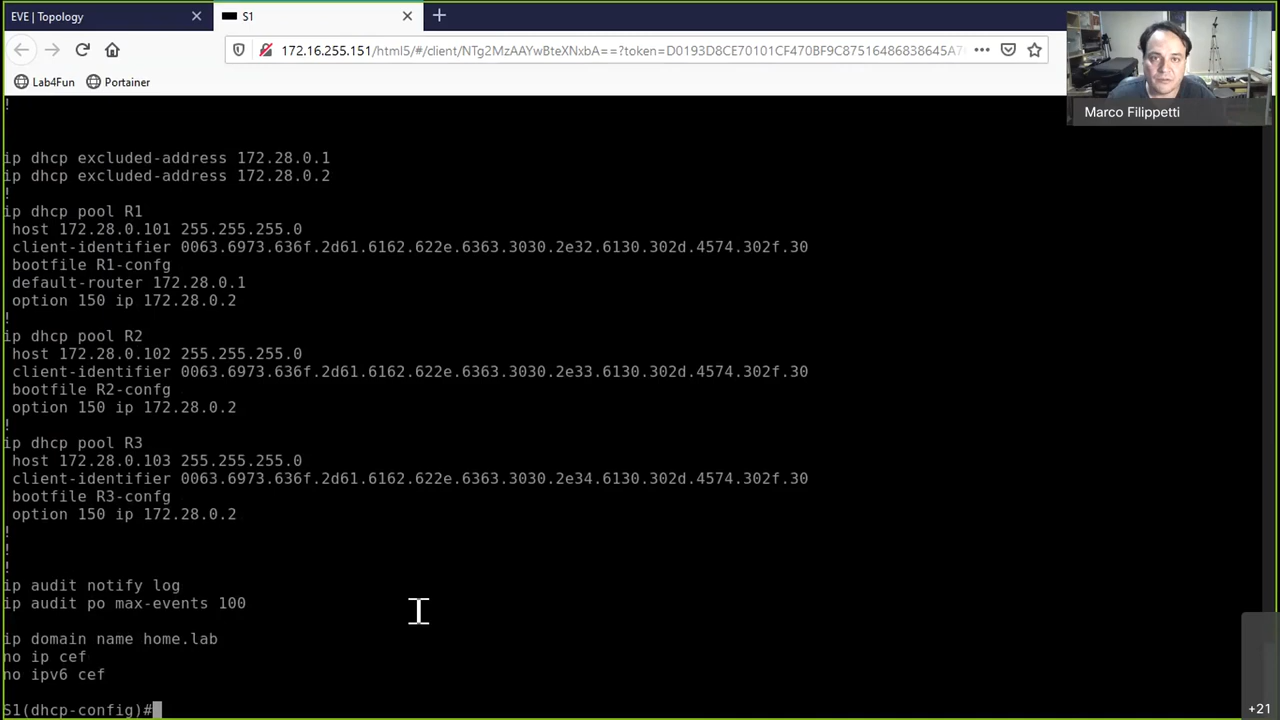 EVE | Topology
S1
172.16.255.151/html5/#/client/NTg2MzAAYwBteXNxbA==?token=D0193D8CE70101CF470BF9C87516486838645A7
Lab4Fun
Portainer
Marco Filippetti
!
ip dhcp excluded-address 172.28.0.1
ip dhcp excluded-address 172.28.0.2
!
ip dhcp pool R1
host 172.28.0.101 255.255.255.0
client-identifier 0063.6973.636f.2d61.6162.622e.6363.3030.2e32.6130.302d.4574.302f.30
bootfile R1-confg
default-router 172.28.0.1
option 150 ip 172.28.0.2
!
ip dhcp pool R2
host 172.28.0.102 255.255.255.0
client-identifier 0063.6973.636f.2d61.6162.622e.6363.3030.2e33.6130.302d.4574.302f.30
bootfile R2-confg
option 150 ip 172.28.0.2
!
ip dhcp pool R3
host 172.28.0.103 255.255.255.0
client-identifier 0063.6973.636f.2d61.6162.622e.6363.3030.2e34.6130.302d.4574.302f.30
bootfile R3-confg
option 150 ip 172.28.0.2
!
!
!
ip audit notify log
ip audit po max-events 100
ip domain name home.lab
no ip cef
no ipv6 cef
S1(dhcp-config)#
+21